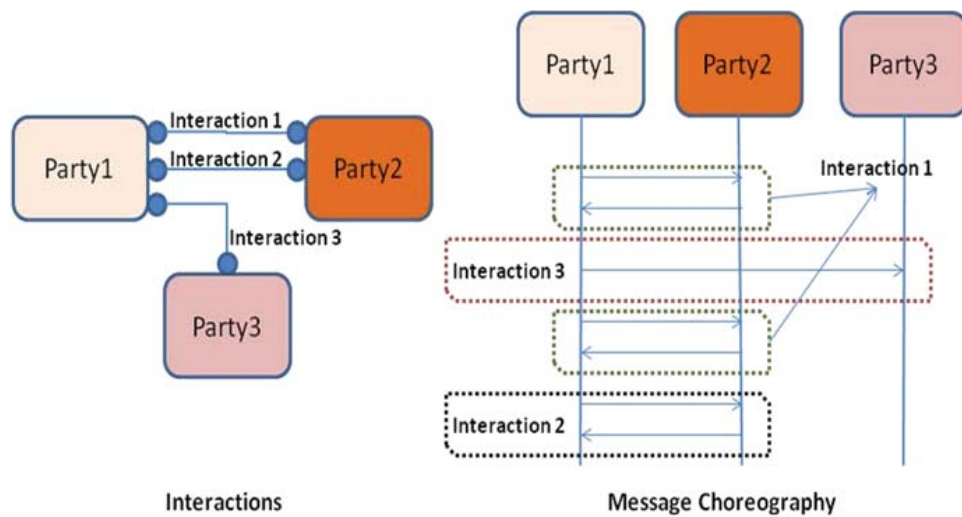 Party1
Interaction 1
Interaction 2
Party2
Interaction 3
Party3
Interactions
Party1
Party2
Party3
Interaction 1
Interaction 3
Interaction 2
Message Choreography